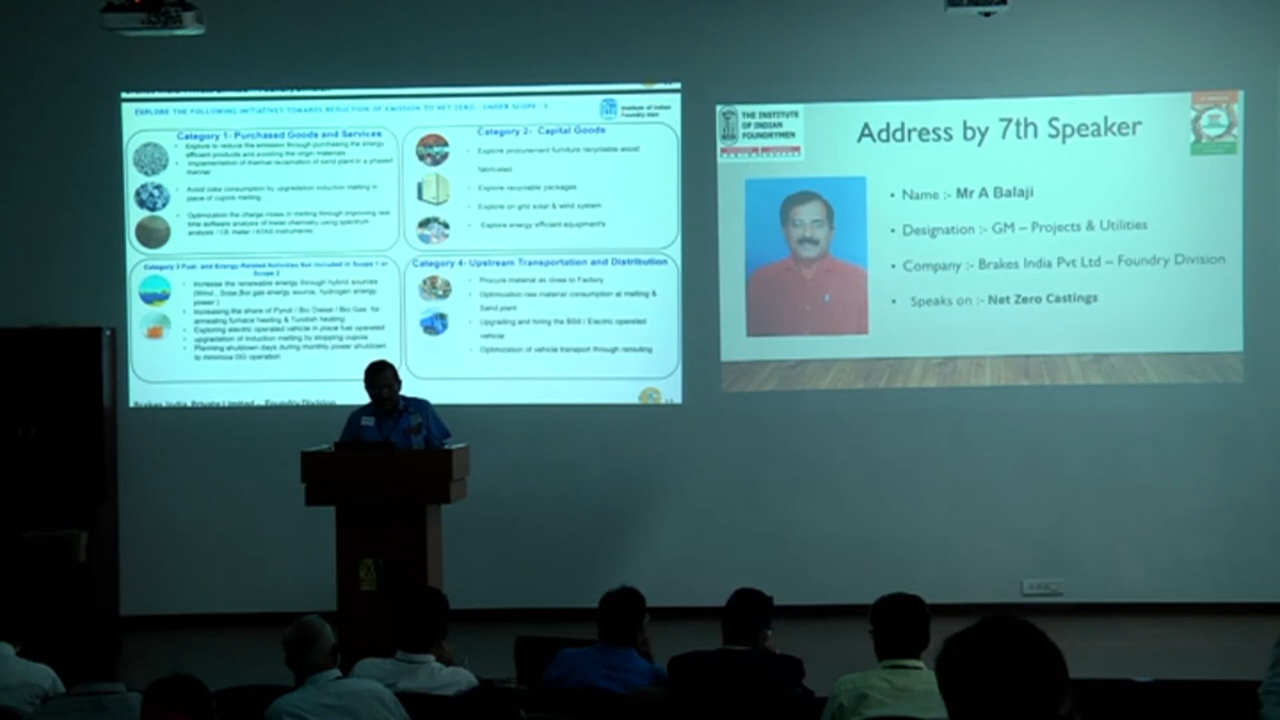 EXPLORE THE FOLLOWING INITIATIVES TOWARDS REDUCTION OF EMISSION TO NET ZERO - UNDER SCOPE - 3
Institute of Indian
Foundrymen
Category 1- Purchased Goods and Services
Explore to reduce the emission through purchasing the energy
efficient products and avoiding the origin materials
Implementation of thermal reclamation of sand plant in a phased
manner
Avoid coke consumption by upgradation induction melting in
place of cupola melting
Optimization the charge mixes in melting through improving real
time software analysis of metal chemistry using spectrum
analysis / CE meter / ATAS instruments
Category 2- Capital Goods
Explore procurement furniture recyclable wood
fabricated
Explore recyclable packages
Explore on grid solar & wind system
Explore energy efficient equipment's
Category 3 Fuel- and Energy-Related Activities Not Included in Scope 1 or
Scope 2
Increase the renewable energy through hybrid sources
(Wind , Solar,Bio gas energy source, hydrogen energy
power )
Increasing the share of Pyrol / Bio Diesel / Bio Gas for
annealing furnace heating & Tundish heating
Exploring electric operated vehicle in place fuel operated
upgradation of induction melting by stopping cupola
Planning shutdown days during monthly power shutdown
to minimise DG operation
Category 4- Upstream Transportation and Distribution
Procure material as close to Factory
Optimisation raw material consumption at melting &
Sand plant
Upgrading and hiring the BS6 / Electric operated
vehicle
Optimization of vehicle transport through rerouting
Brakes India Private Limited - Foundry Division
THE INSTITUTE
OF INDIAN
FOUNDRYMEN
Address by 7th Speaker
• Name :- Mr A Balaji
• Designation :- GM – Projects & Utilities
• Company :- Brakes India Pvt Ltd – Foundry Division
• Speaks on :- Net Zero Castings